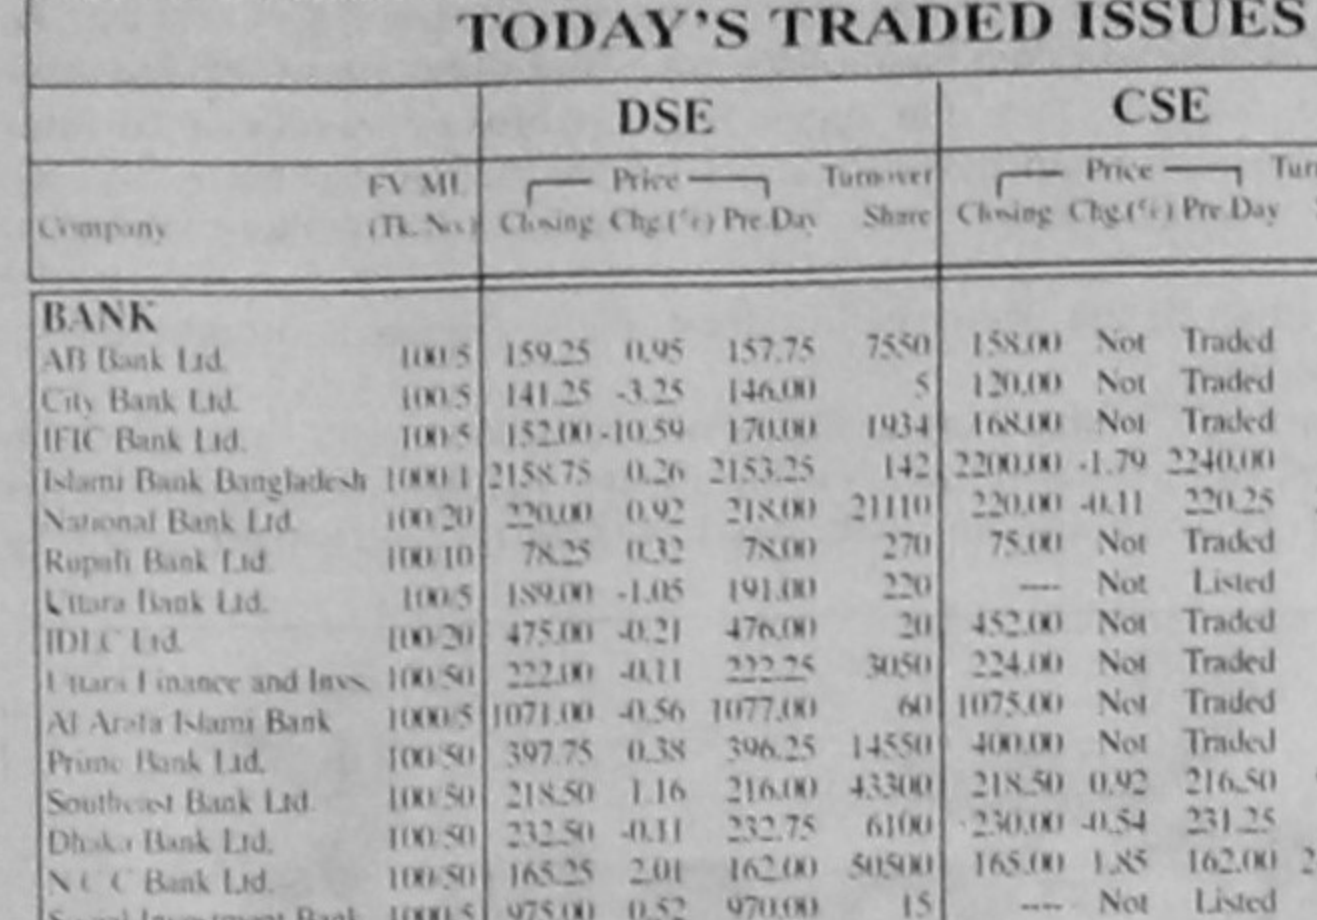 TODAY'S TRADED ISSUES
DSE CSE
FV ML Price Turnover Price
Company (Tk. No.) Closing Chg.(%) Pre.Day Share Closing Chg.(%) Pre.Day
BANK
AB Bank Ltd. 100/5 159.25 0.95 157.75 7550 158.00 Not Traded
City Bank Ltd. 100/5 141.25 -3.25 146.00 5 120.00 Not Traded
IFIC Bank Ltd. 100/5 152.00 -10.59 170.00 1934 168.00 Not Traded
Islami Bank Bangladesh 1000/1 2158.75 0.26 2153.25 142 2200.00 -1.79 2240.00
National Bank Ltd. 100/20 220.00 0.92 218.00 21110 220.00 -0.11 220.25
Rupali Bank Ltd. 100/10 78.25 0.32 78.00 270 75.00 Not Traded
Uttara Bank Ltd. 100/5 189.00 -1.05 191.00 220 ---- Not Listed
IDLC Ltd. 100/20 475.00 -0.21 476.00 20 452.00 Not Traded
Uttara Finance and Invs. 100/50 222.00 -0.11 222.25 3050 224.00 Not Traded
Al Arafa Islami Bank 1000/5 1071.00 -0.56 1077.00 60 1075.00 Not Traded
Prime Bank Ltd. 100/50 397.75 0.38 396.25 14550 400.00 Not Traded
Southeast Bank Ltd. 100/50 218.50 1.16 216.00 43300 218.50 0.92 216.50
Dhaka Bank Ltd. 100/50 232.50 -0.11 232.75 6100 230.00 -0.54 231.25
N C C Bank Ltd. 100/50 165.25 2.01 162.00 50500 165.00 1.85 162.00
Social Investment Bank 1000/5 975.00 0.52 970.00 15 ---- Not Listed